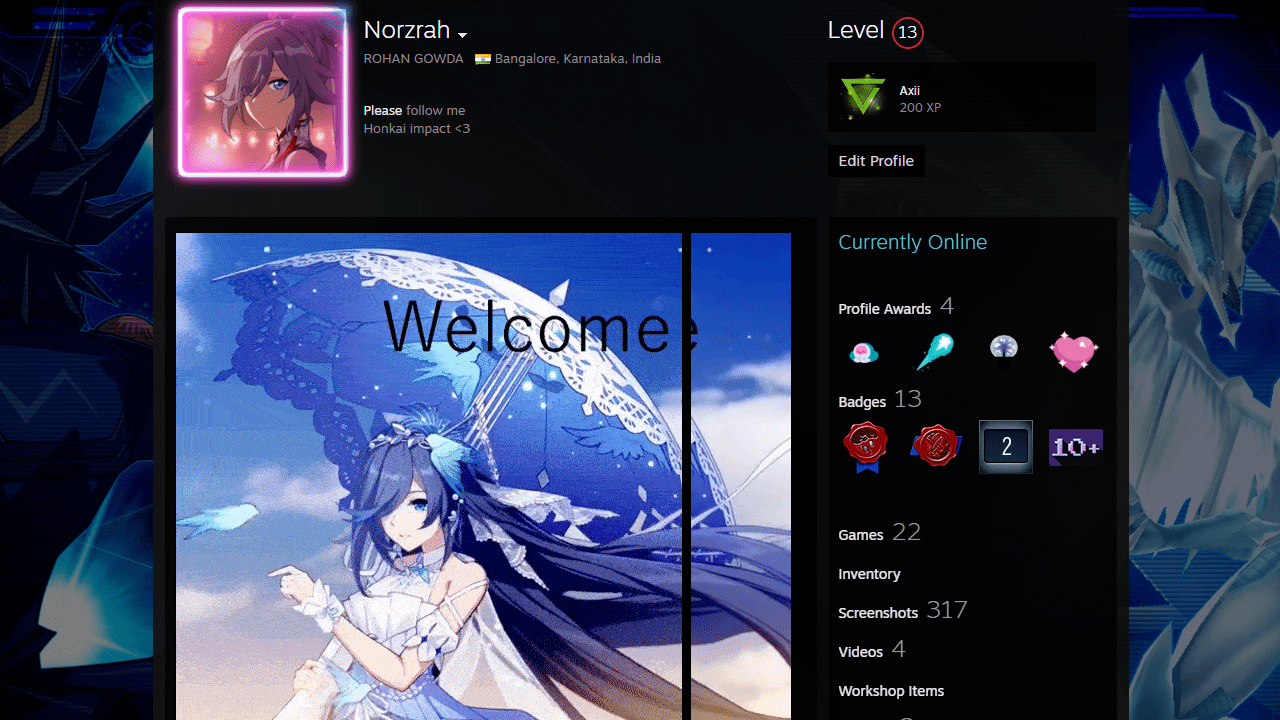 Norzrah
ROHAN GOWDA Bangalore, Karnataka, India
Please follow me
Honkai impact <3
Level 13
Axii
200 XP
Edit Profile
Welcomee
Currently Online
Profile Awards 4
Badges 13
2
10+
Games 22
Inventory
Screenshots 317
Videos 4
Workshop Items